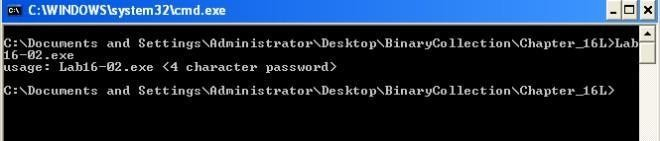 C:\WINDOWS\system32\cmd.exe
C:\Documents and Settings\Administrator\Desktop\BinaryCollection\Chapter_16L>Lab
16-02.exe
usage: Lab16-02.exe <4 character password>
C:\Documents and Settings\Administrator\Desktop\BinaryCollection\Chapter_16L>